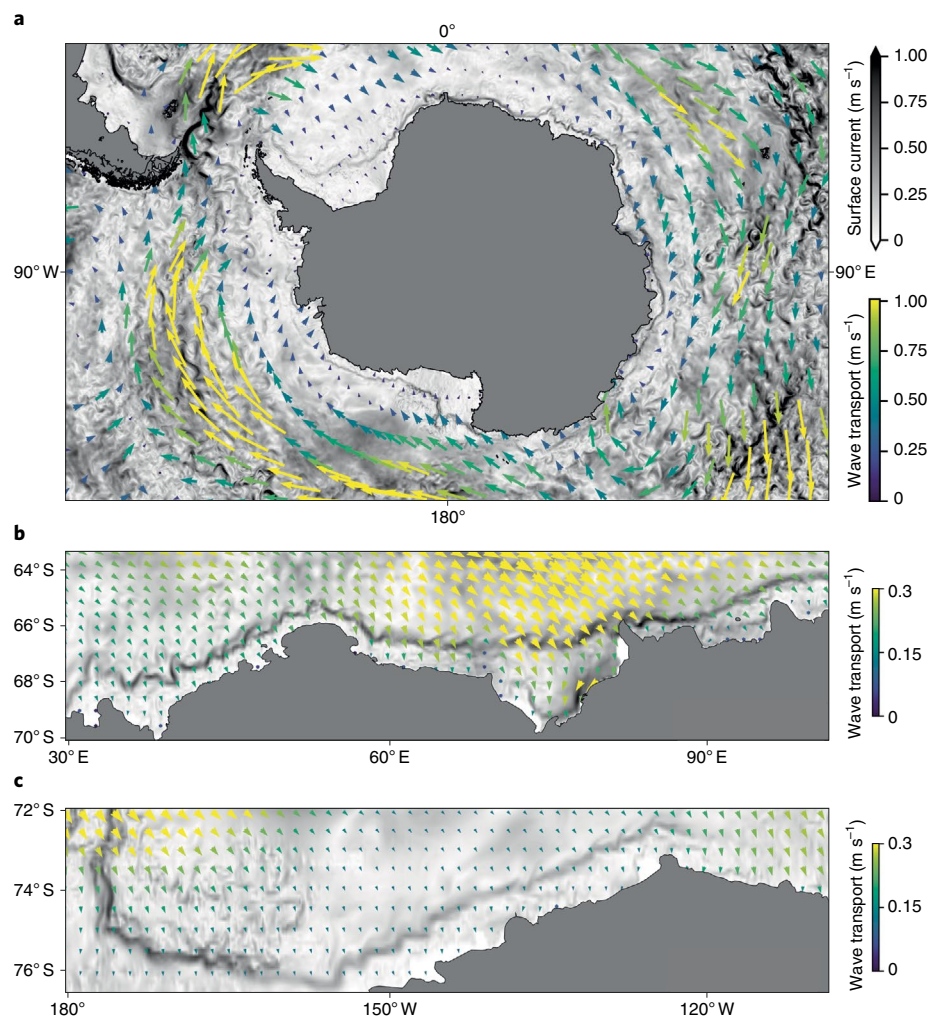 a
0°
90° W
90° E
180°
1.00
0.75
0.50
0.25
0
Surface current (m s⁻¹)
1.00
0.75
0.50
0.25
0
Wave transport (m s⁻¹)
b
64° S
66° S
68° S
70° S
30° E
60° E
90° E
0.3
0.15
0
Wave transport (m s⁻¹)
c
72° S
74° S
76° S
180°
150° W
120° W
0.3
0.15
0
Wave transport (m s⁻¹)